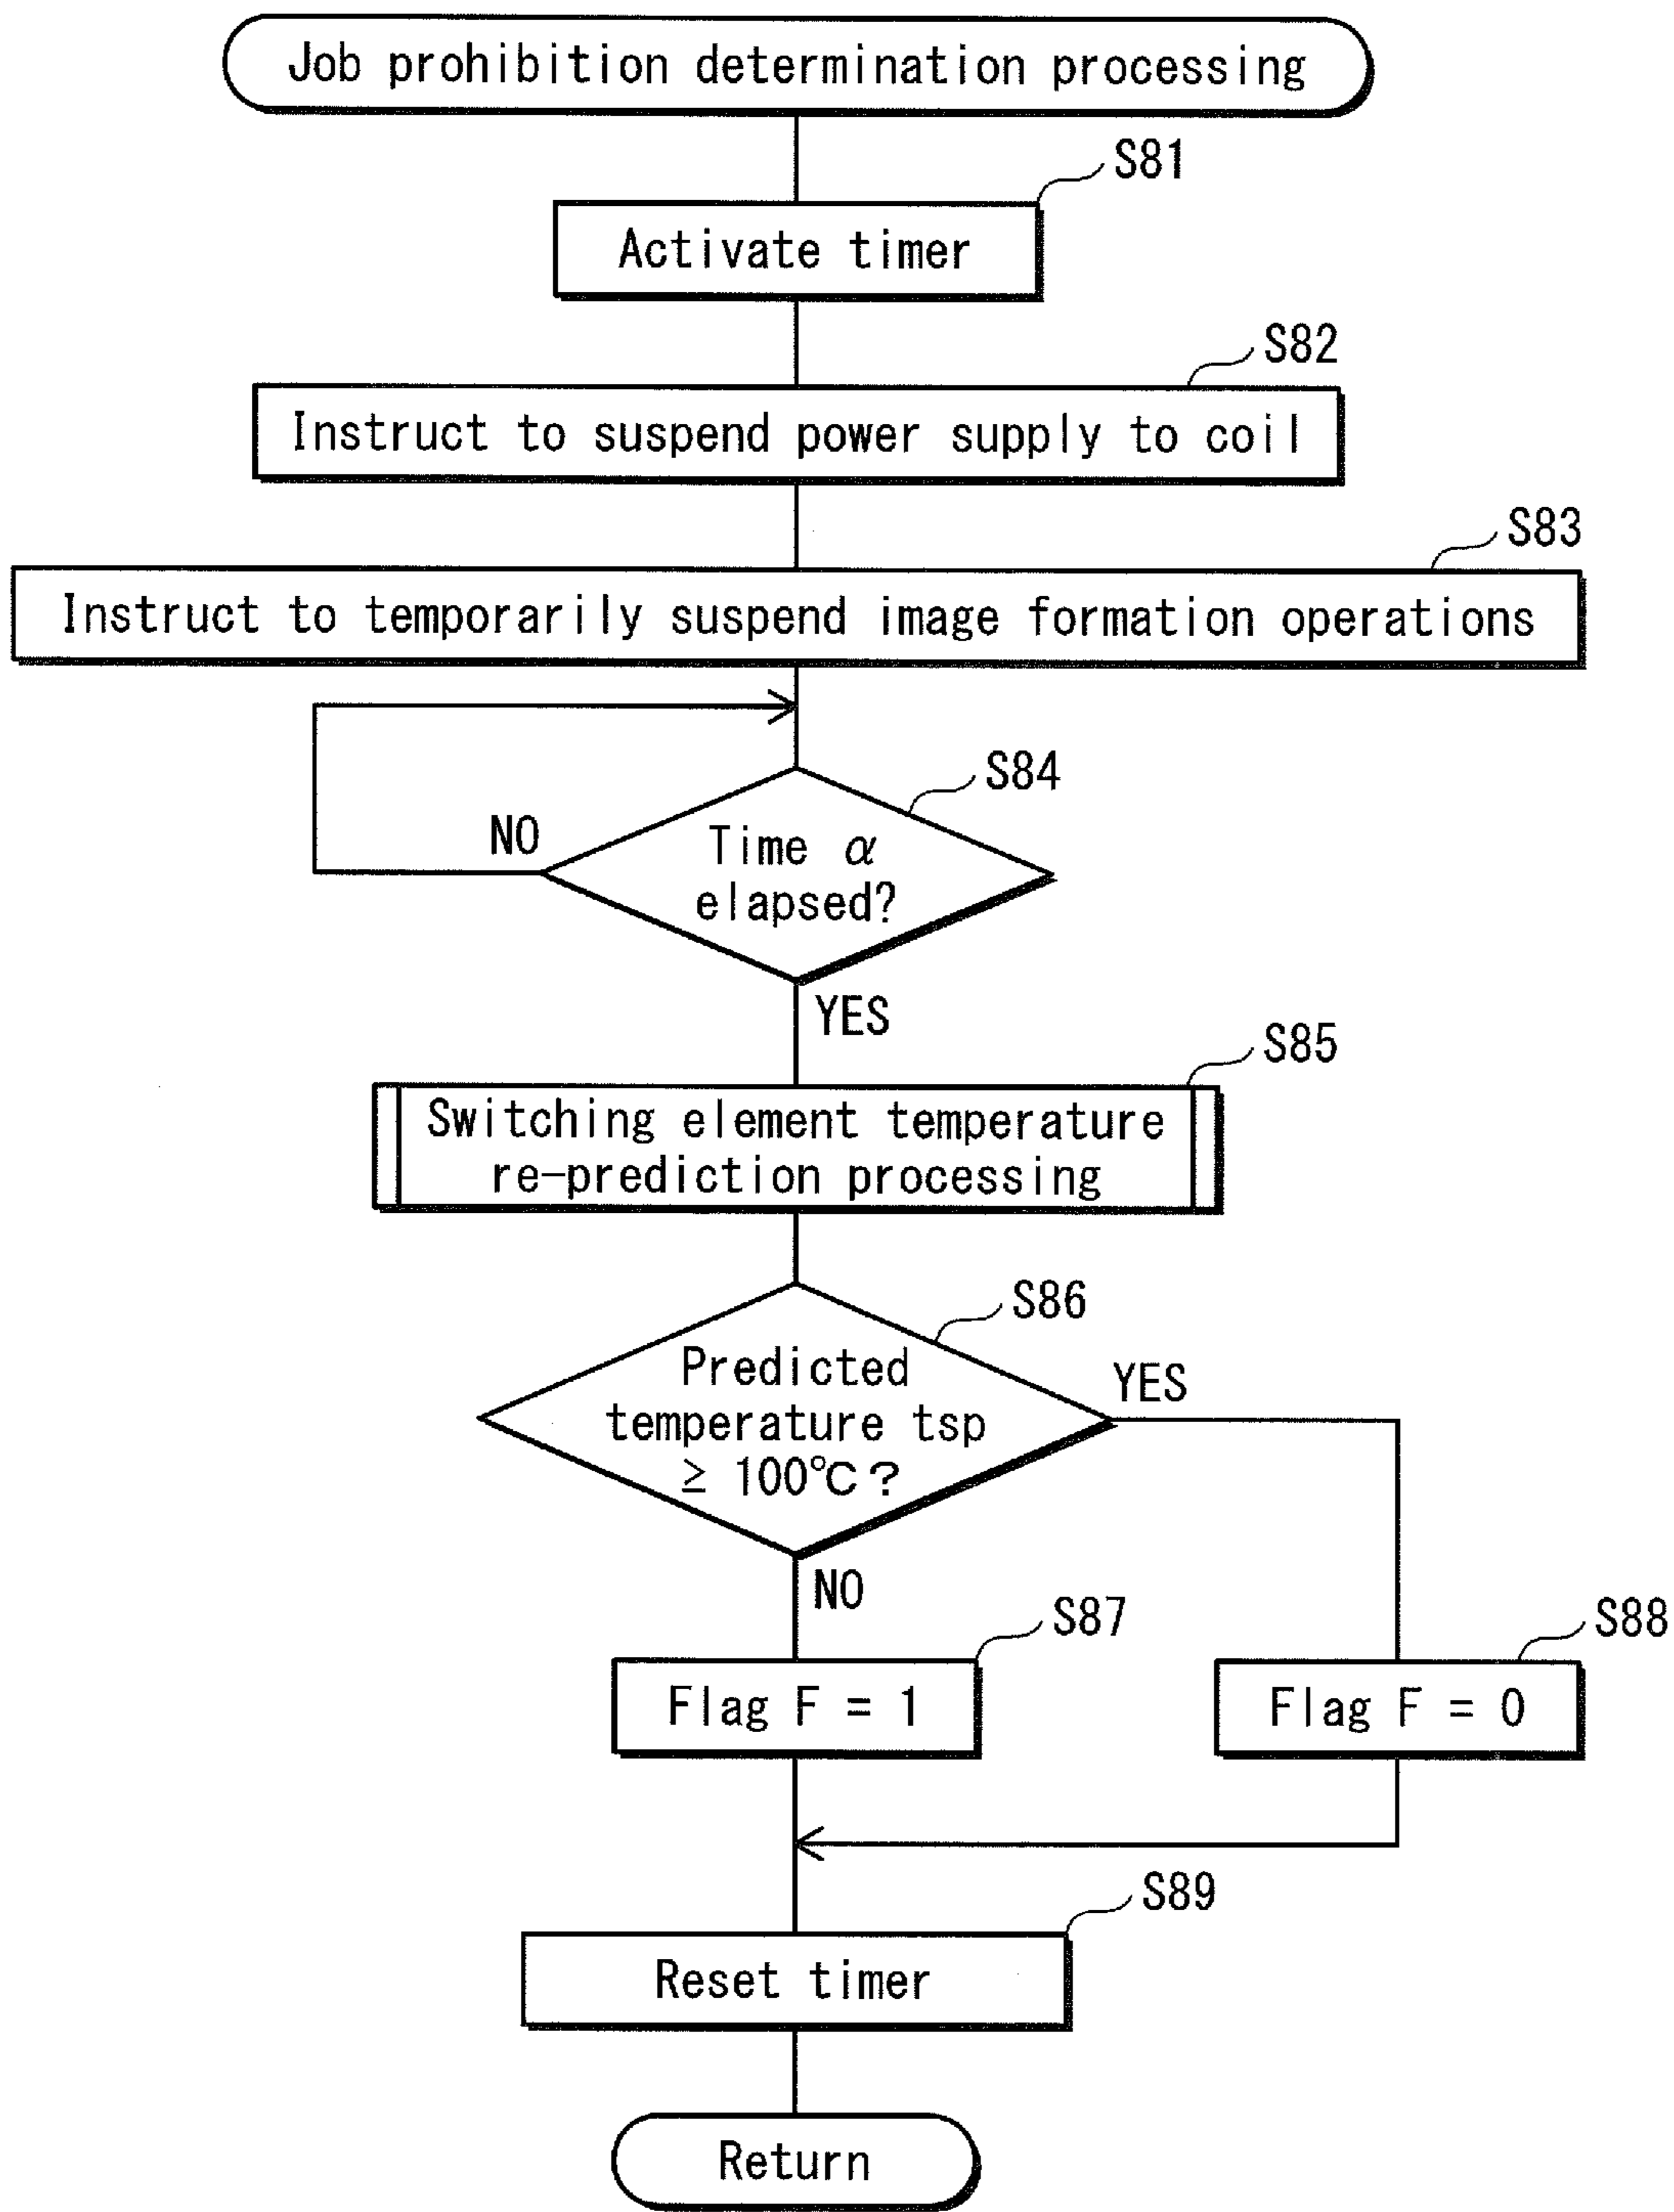 Job prohibition determination processing
S81
Activate timer
S82
Instruct to suspend power supply to coil
S83
Instruct to temporarily suspend image formation operations
S84
NO
Time α
elapsed?
YES
S85
Switching element temperature
re-prediction processing
S86
Predicted
temperature tsp
≥ 100℃?
YES
NO
S87
S88
Flag F = 1
Flag F = 0
S89
Reset timer
Return